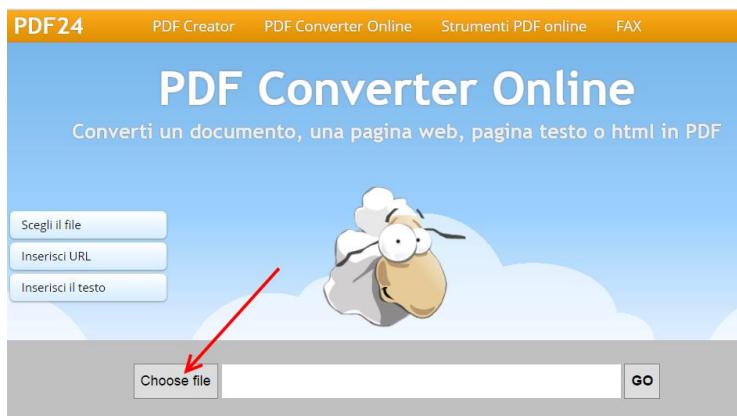 PDF24 PDF Creator PDF Converter Online Strumenti PDF online FAX
PDF Converter Online
Converti un documento, una pagina web, pagina testo o html in PDF
Scegli il file
Inserisci URL
Inserisci il testo
Choose file GO